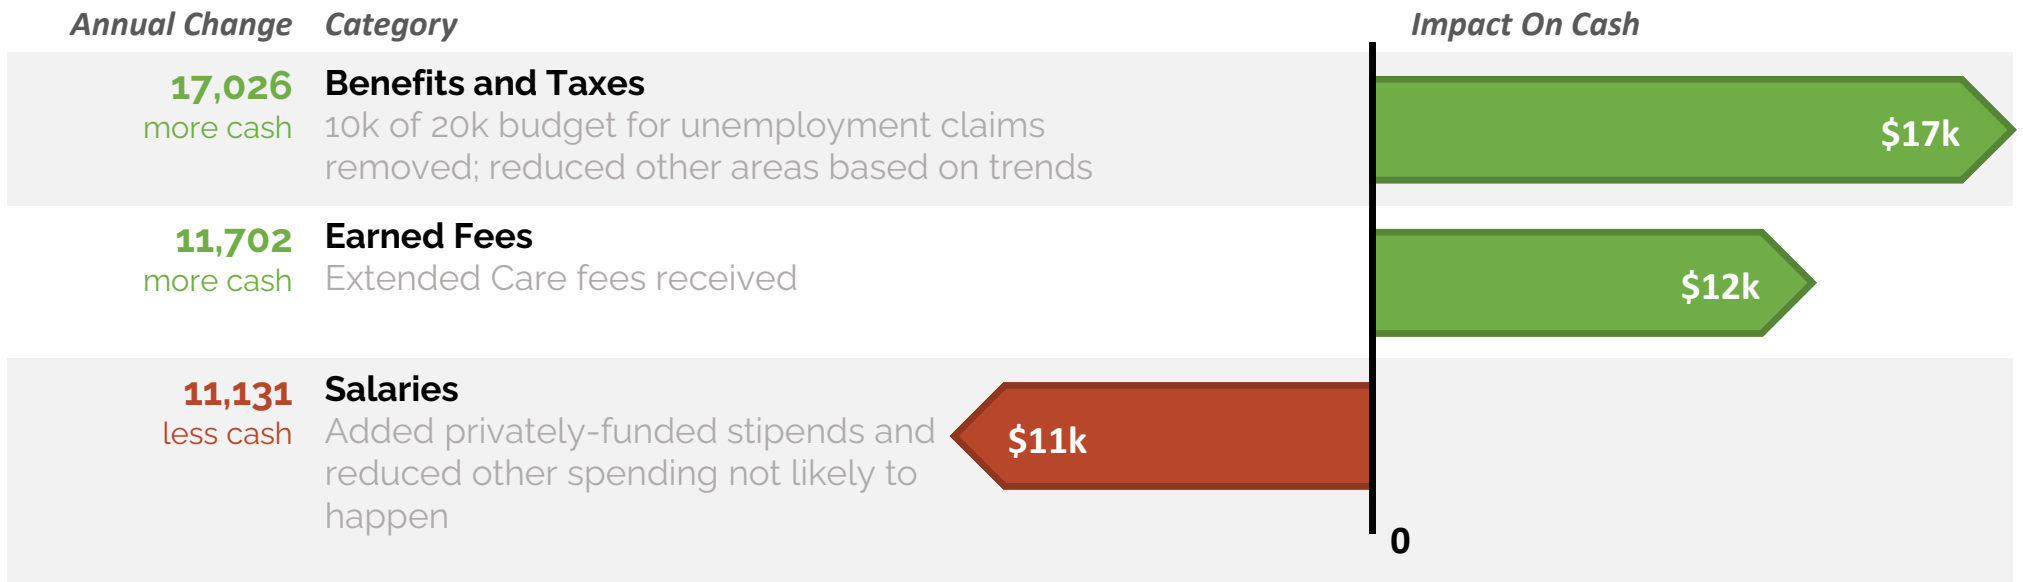 Annual Change Category Impact On Cash
17,026 Benefits and Taxes
more cash 10k of 20k budget for unemployment claims
removed; reduced other areas based on trends
$17k
11,702 Earned Fees
more cash Extended Care fees received
$12k
11,131 Salaries
less cash Added privately-funded stipends and
reduced other spending not likely to
happen
$11k
0